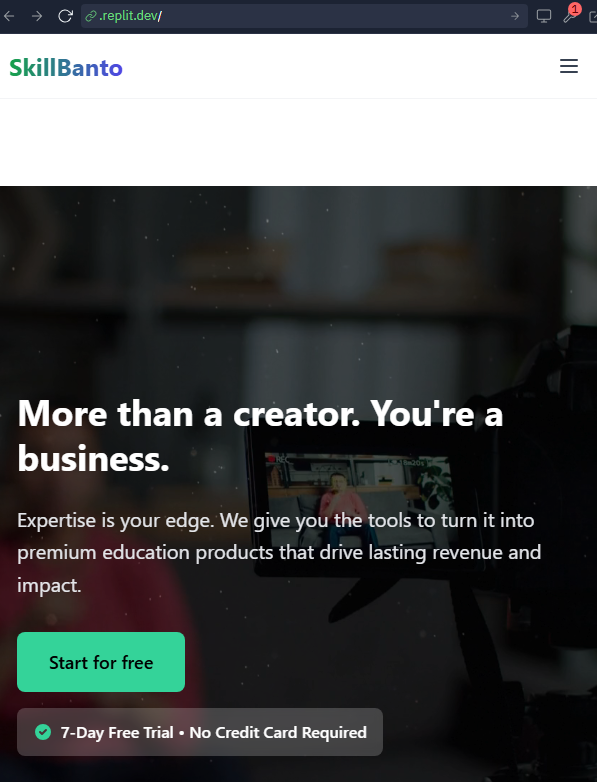 .replit.dev/
1
SkillBanto
More than a creator. You're a
business.
Expertise is your edge. We give you the tools to turn it into
premium education products that drive lasting revenue and
impact.
Start for free
7-Day Free Trial • No Credit Card Required